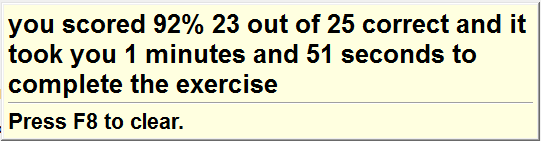 you scored 92% 23 out of 25 correct and it
took you 1 minutes and 51 seconds to
complete the exercise
Press F8 to clear.